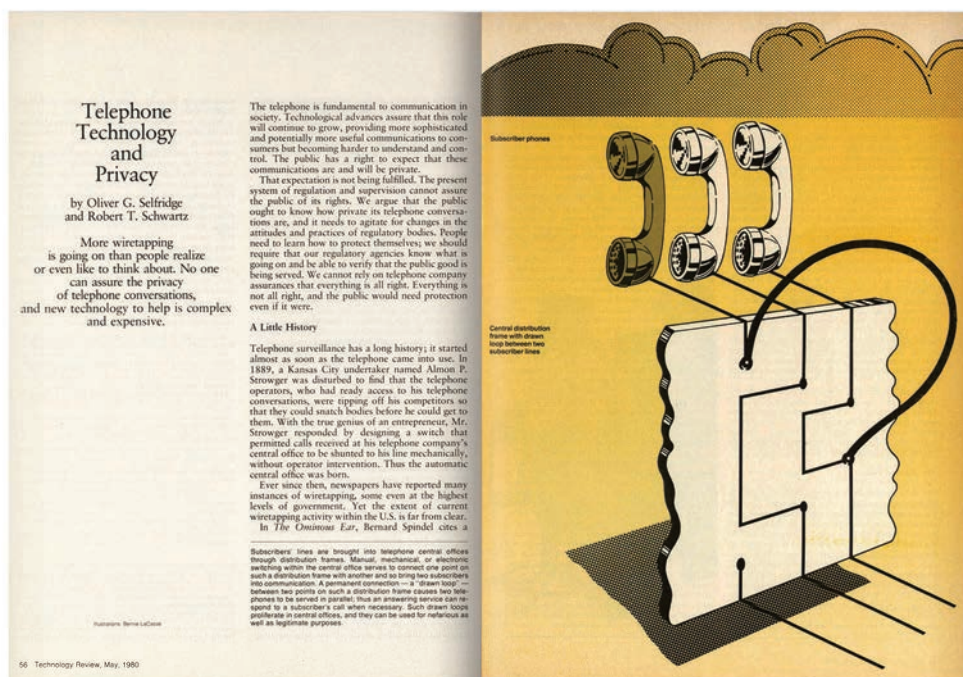 Telephone
Technology
and
Privacy
by Oliver G. Selfridge
and Robert T. Schwartz
More wiretapping
is going on than people realize
or even like to think about. No one
can assure the privacy
of telephone conversations,
and new technology to help is complex
and expensive.
The telephone is fundamental to communication in
society. Technological advances assure that this role
will continue to grow, providing more sophisticated
and potentially more useful communications to con-
sumers but becoming harder to understand and con-
trol. The public has a right to expect that these
communications are and will be private.
That expectation is not being fulfilled. The present
system of regulation and supervision cannot assure
the public of its rights. We argue that the public
ought to know how private its telephone conversa-
tions are, and it needs to agitate for changes in the
attitudes and practices of regulatory bodies. People
need to learn how to protect themselves; we should
require that our regulatory agencies know what is
going on and be able to verify that the public good is
being served. We cannot rely on telephone company
assurances that everything is all right. Everything is
not all right, and the public would need protection
even if it were.
A Little History
Telephone surveillance has a long history; it started
almost as soon as the telephone came into use. In
1889, a Kansas City undertaker named Almon P.
Strowger was disturbed to find that the telephone
operators, who had ready access to his telephone
conversations, were tipping off his competitors so
that they could snatch bodies before he could get to
them. With the true genius of an entrepreneur, Mr.
Strowger responded by designing a switch that
permitted calls received at his telephone company's
central office to be shunted to his line mechanically,
without operator intervention. Thus the automatic
central office was born.
Ever since then, newspapers have reported many
instances of wiretapping, some even at the highest
levels of government. Yet the extent of current
wiretapping activity within the U.S. is far from clear.
In The Ominous Ear, Bernard Spindel cites a
Subscribers' lines are brought into telephone central offices
through distribution frames. Manual, mechanical, or electronic
switching within the central office serves to connect one point on
such a distribution frame with another and so bring two subscribers
into communication. A permanent connection — a "drawn loop" —
between two points on such a distribution frame causes two tele-
phones to be served in parallel; thus an answering service can re-
spond to a subscriber's call when necessary. Such drawn loops
proliferate in central offices, and they can be used for nefarious as
well as legitimate purposes.
Illustrations: Bernie LaCasse
56 Technology Review, May, 1980
Subscriber phones
Central distribution
frame with drawn
loop between two
subscriber lines